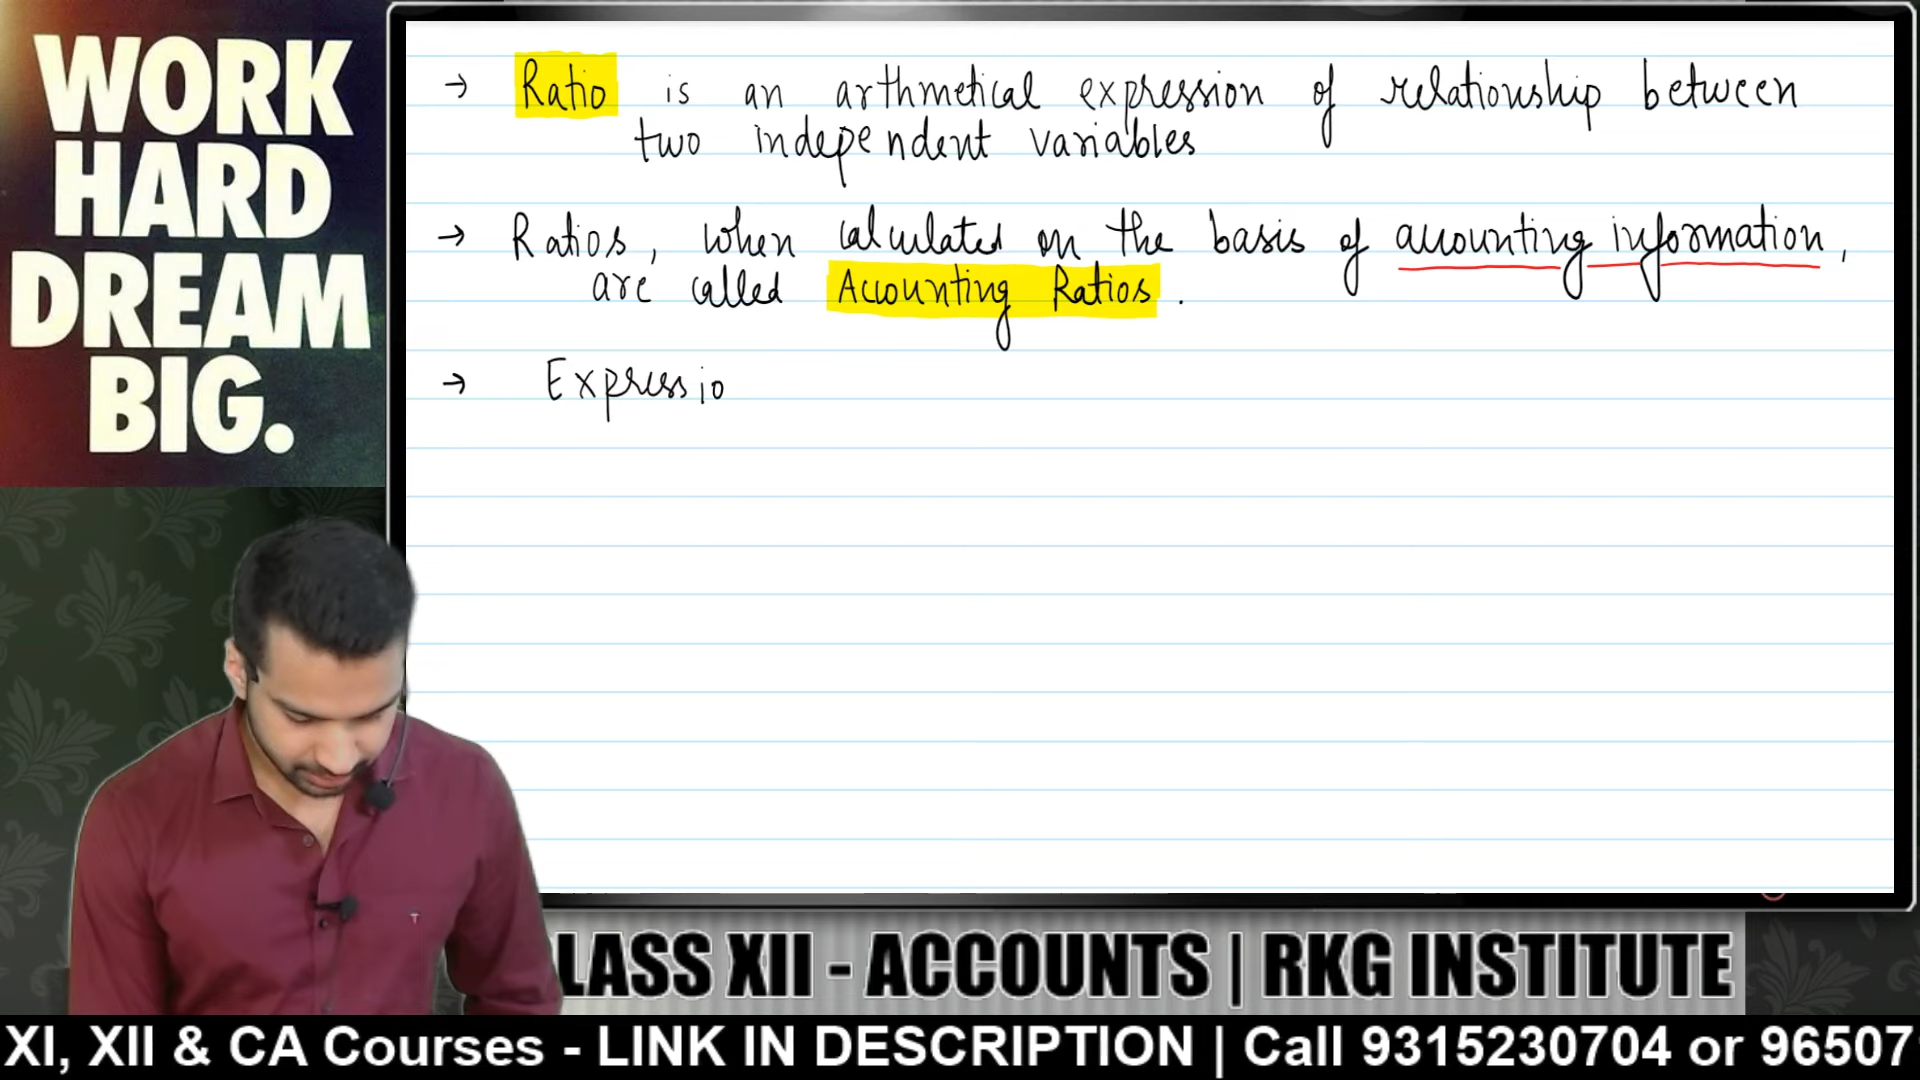 WORK
HARD
DREAM
BIG.
→ Ratio is an arthmetical expression of relationship between
two independent variables
→ Ratios, when calculated on the basis of accounting information,
are called Accounting Ratios.
→ Expressio
LASS XII - ACCOUNTS | RKG INSTITUTE
XI, XII & CA Courses - LINK IN DESCRIPTION | Call 9315230704 or 96507